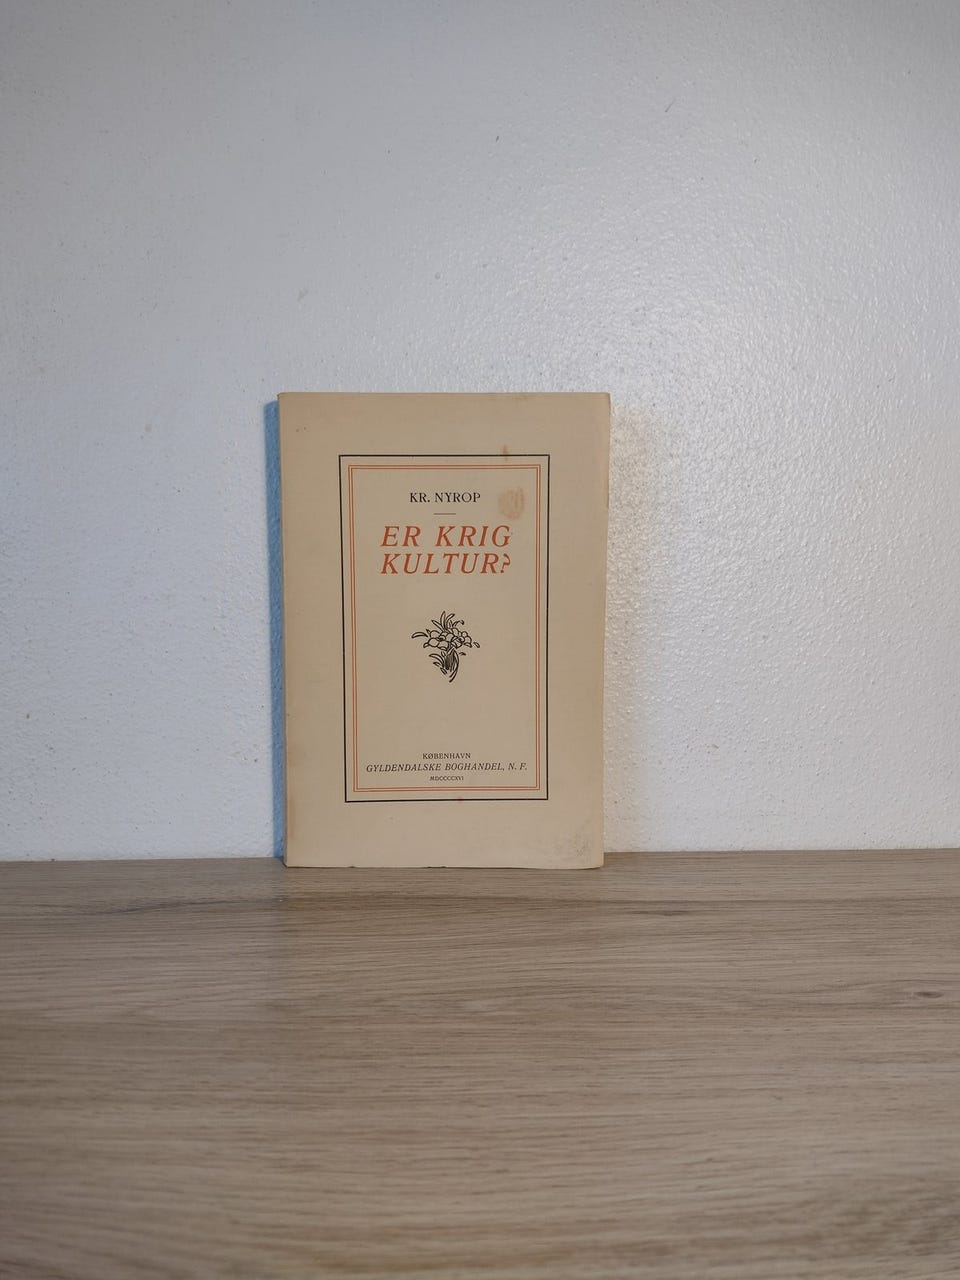 KR. NYROP
ER KRIG
KULTUR?
KØBENHAVN
GYLDENDALSKE BOGHANDEL, N. F.
MDCCCCXVI